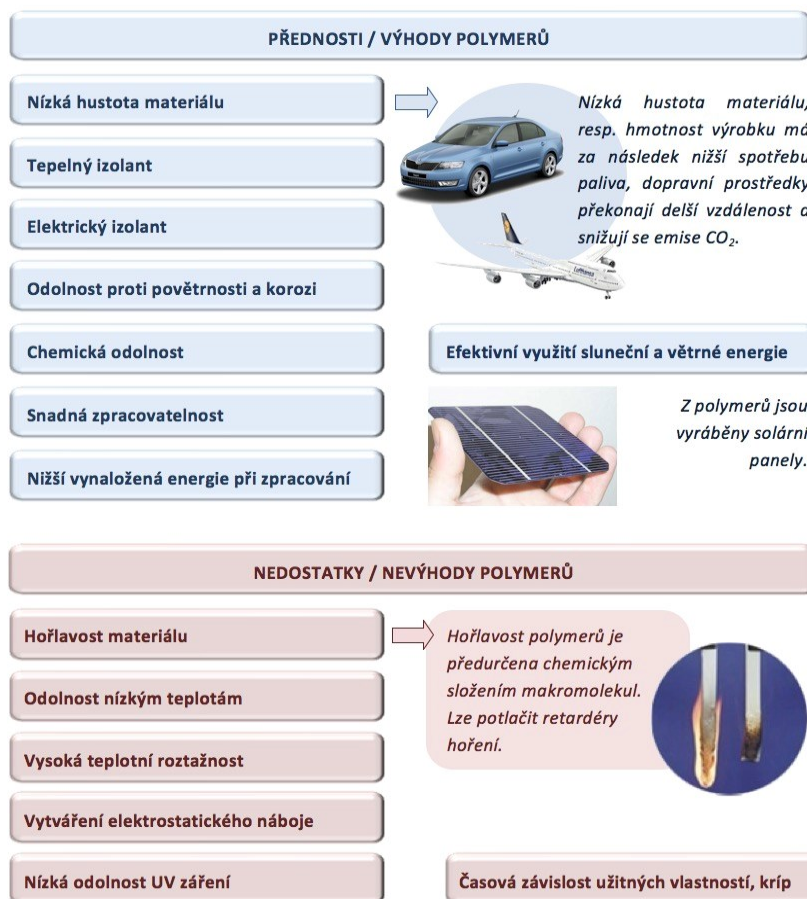 PŘEDNOSTI / VÝHODY POLYMERŮ
Nízká hustota materiálu
Tepelný izolant
Elektrický izolant
Odolnost proti povětrnosti a korozi
Chemická odolnost
Snadná zpracovatelnost
Nižší vynaložená energie při zpracování
Nízká hustota materiálu,
resp. hmotnost výrobku má
za následek nižší spotřebu
paliva, dopravní prostředky
překonají delší vzdálenost a
snižují se emise CO₂.
Lufthansa
Efektivní využití sluneční a větrné energie
Z polymerů jsou
vyráběny solární
panely.
NEDOSTATKY / NEVÝHODY POLYMERŮ
Hořlavost materiálu
Odolnost nízkým teplotám
Vysoká teplotní roztažnost
Vytváření elektrostatického náboje
Nízká odolnost UV záření
Hořlavost polymerů je
předurčena chemickým
složením makromolekul.
Lze potlačit retardéry
hoření.
Časová závislost užitných vlastností, kríp